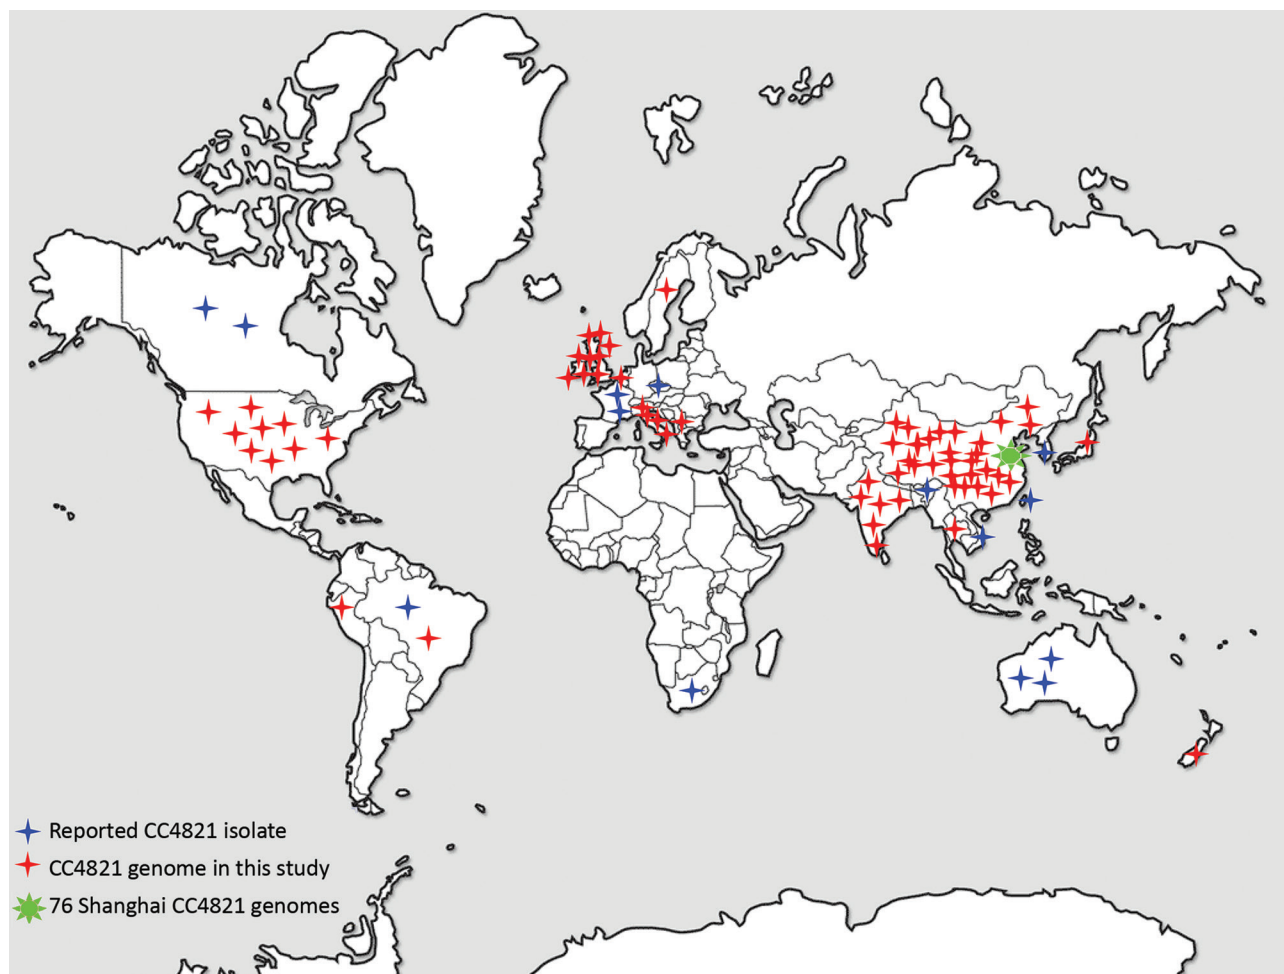 Reported CC4821 isolate
CC4821 genome in this study
76 Shanghai CC4821 genomes